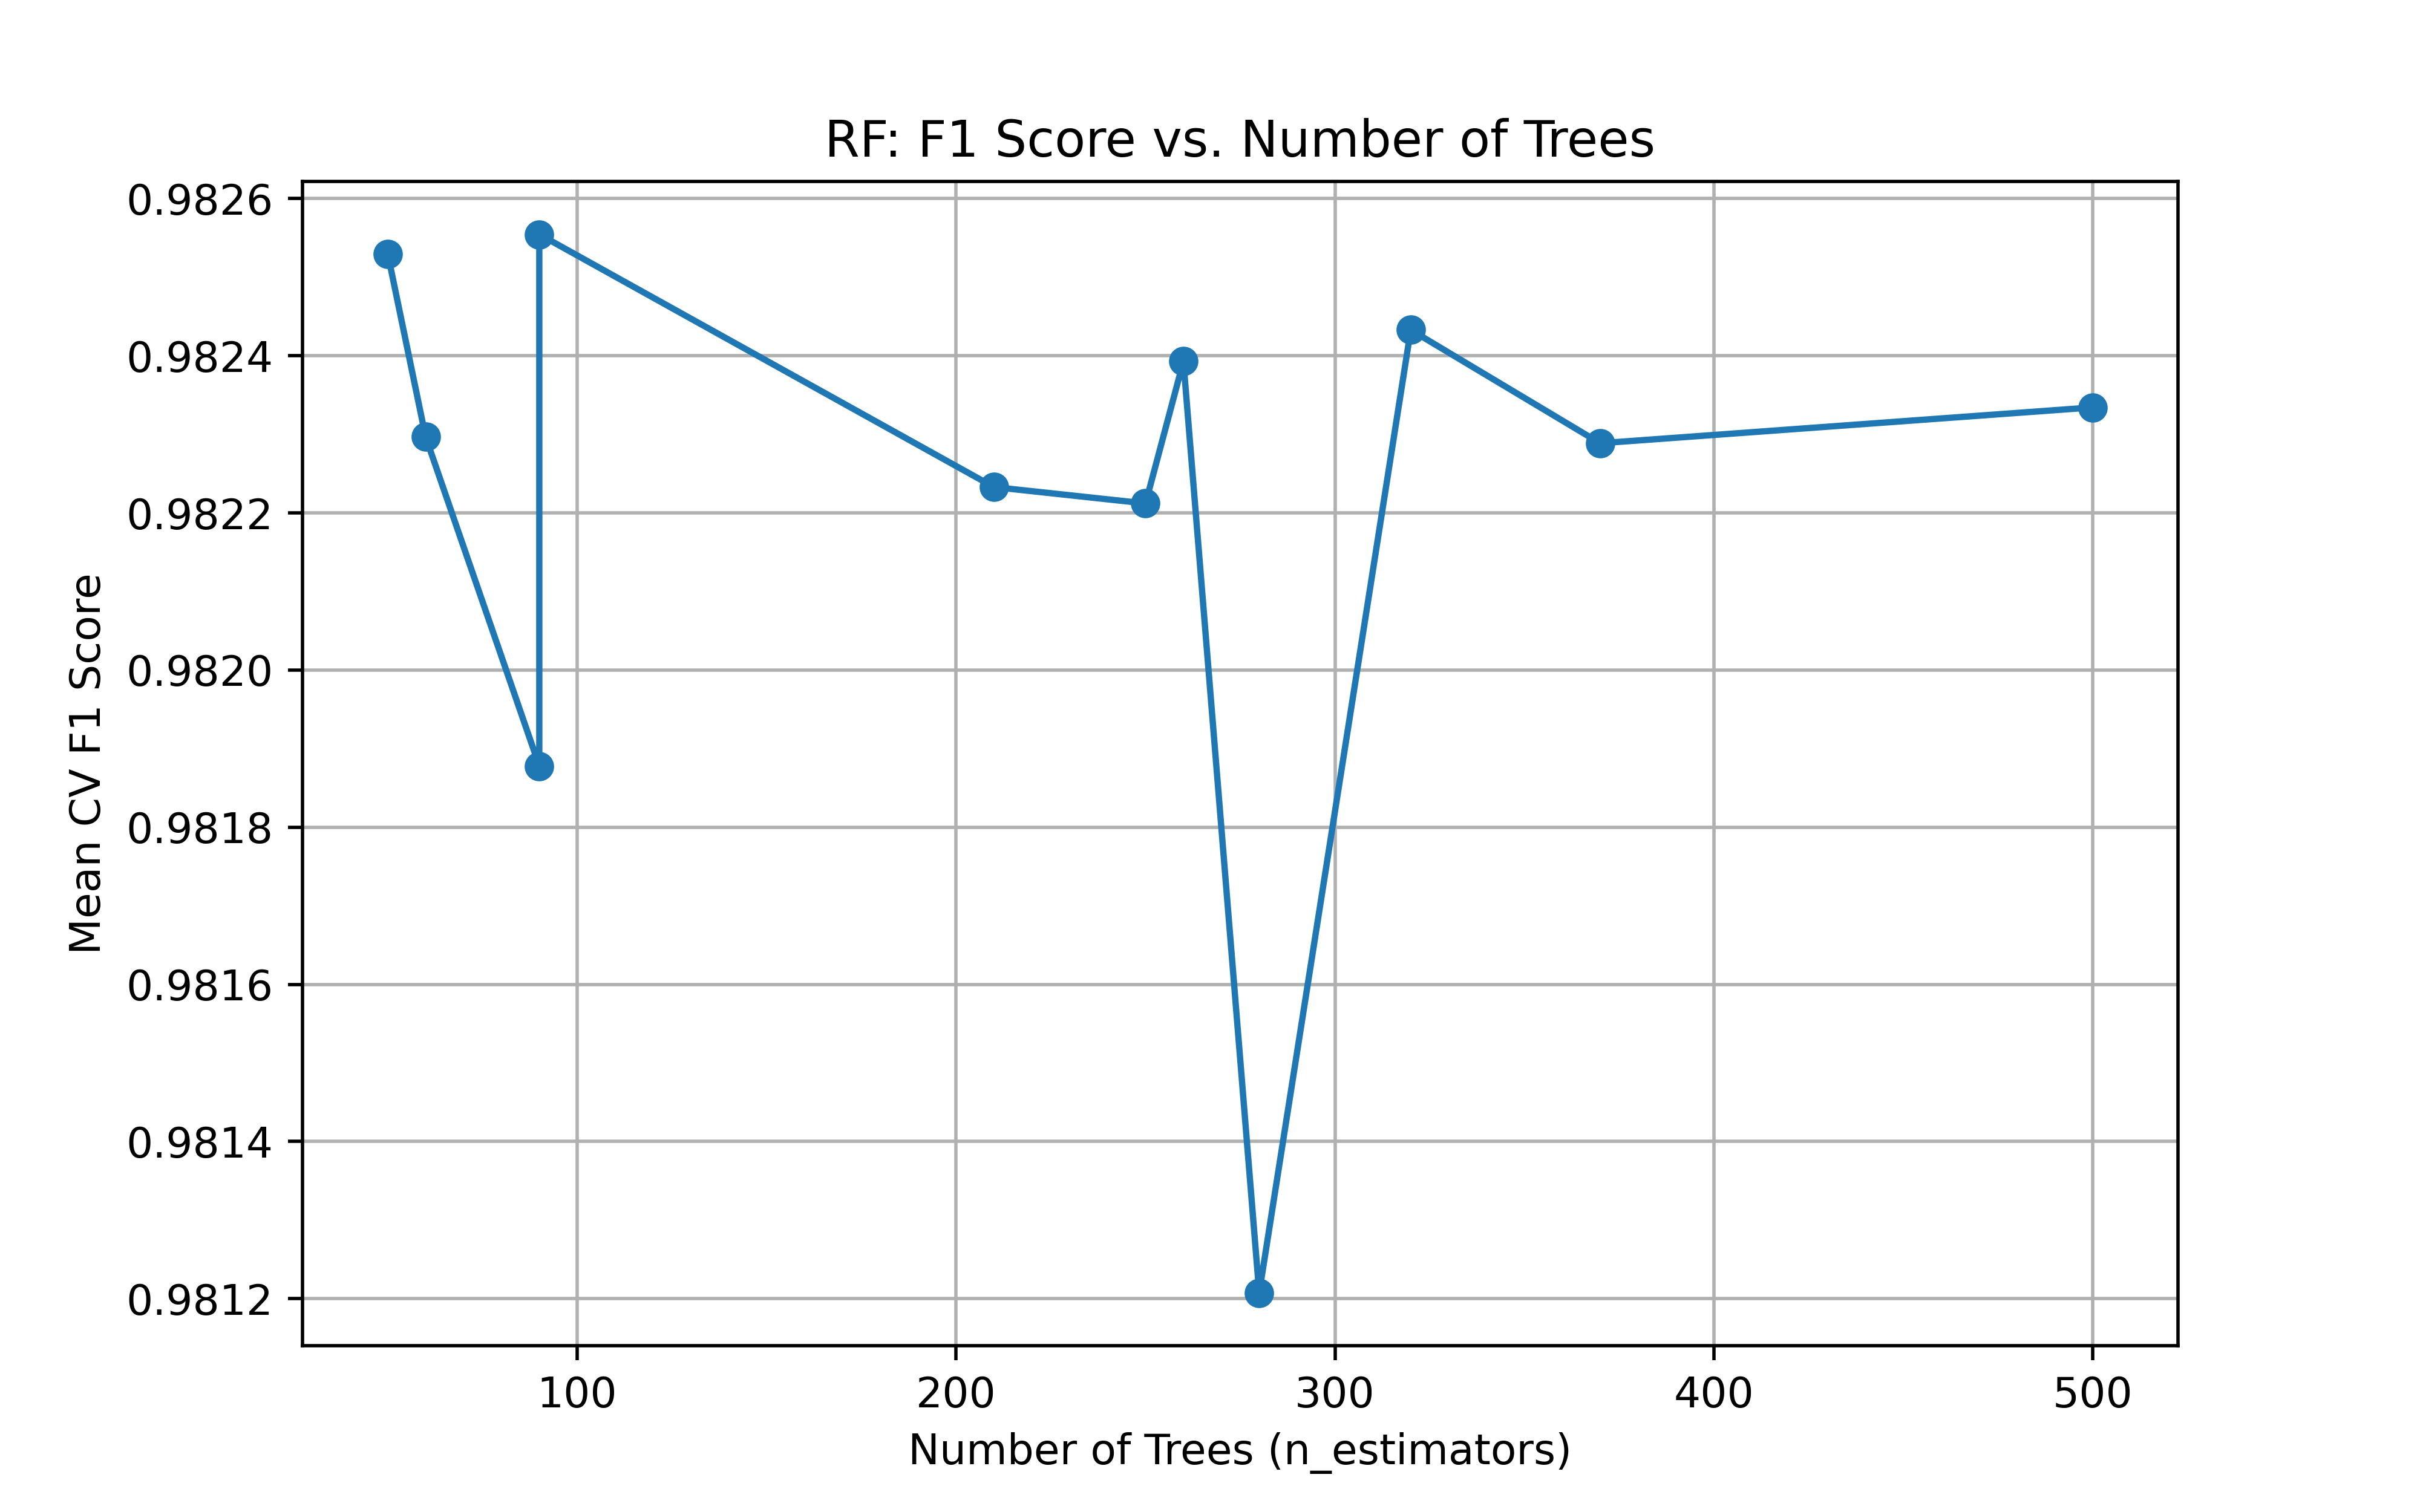 RF: F1 Score vs. Number of Trees
Mean CV F1 Score
0.9826
0.9824
0.9822
0.9820
0.9818
0.9816
0.9814
0.9812
100 200 300 400 500
Number of Trees (n_estimators)